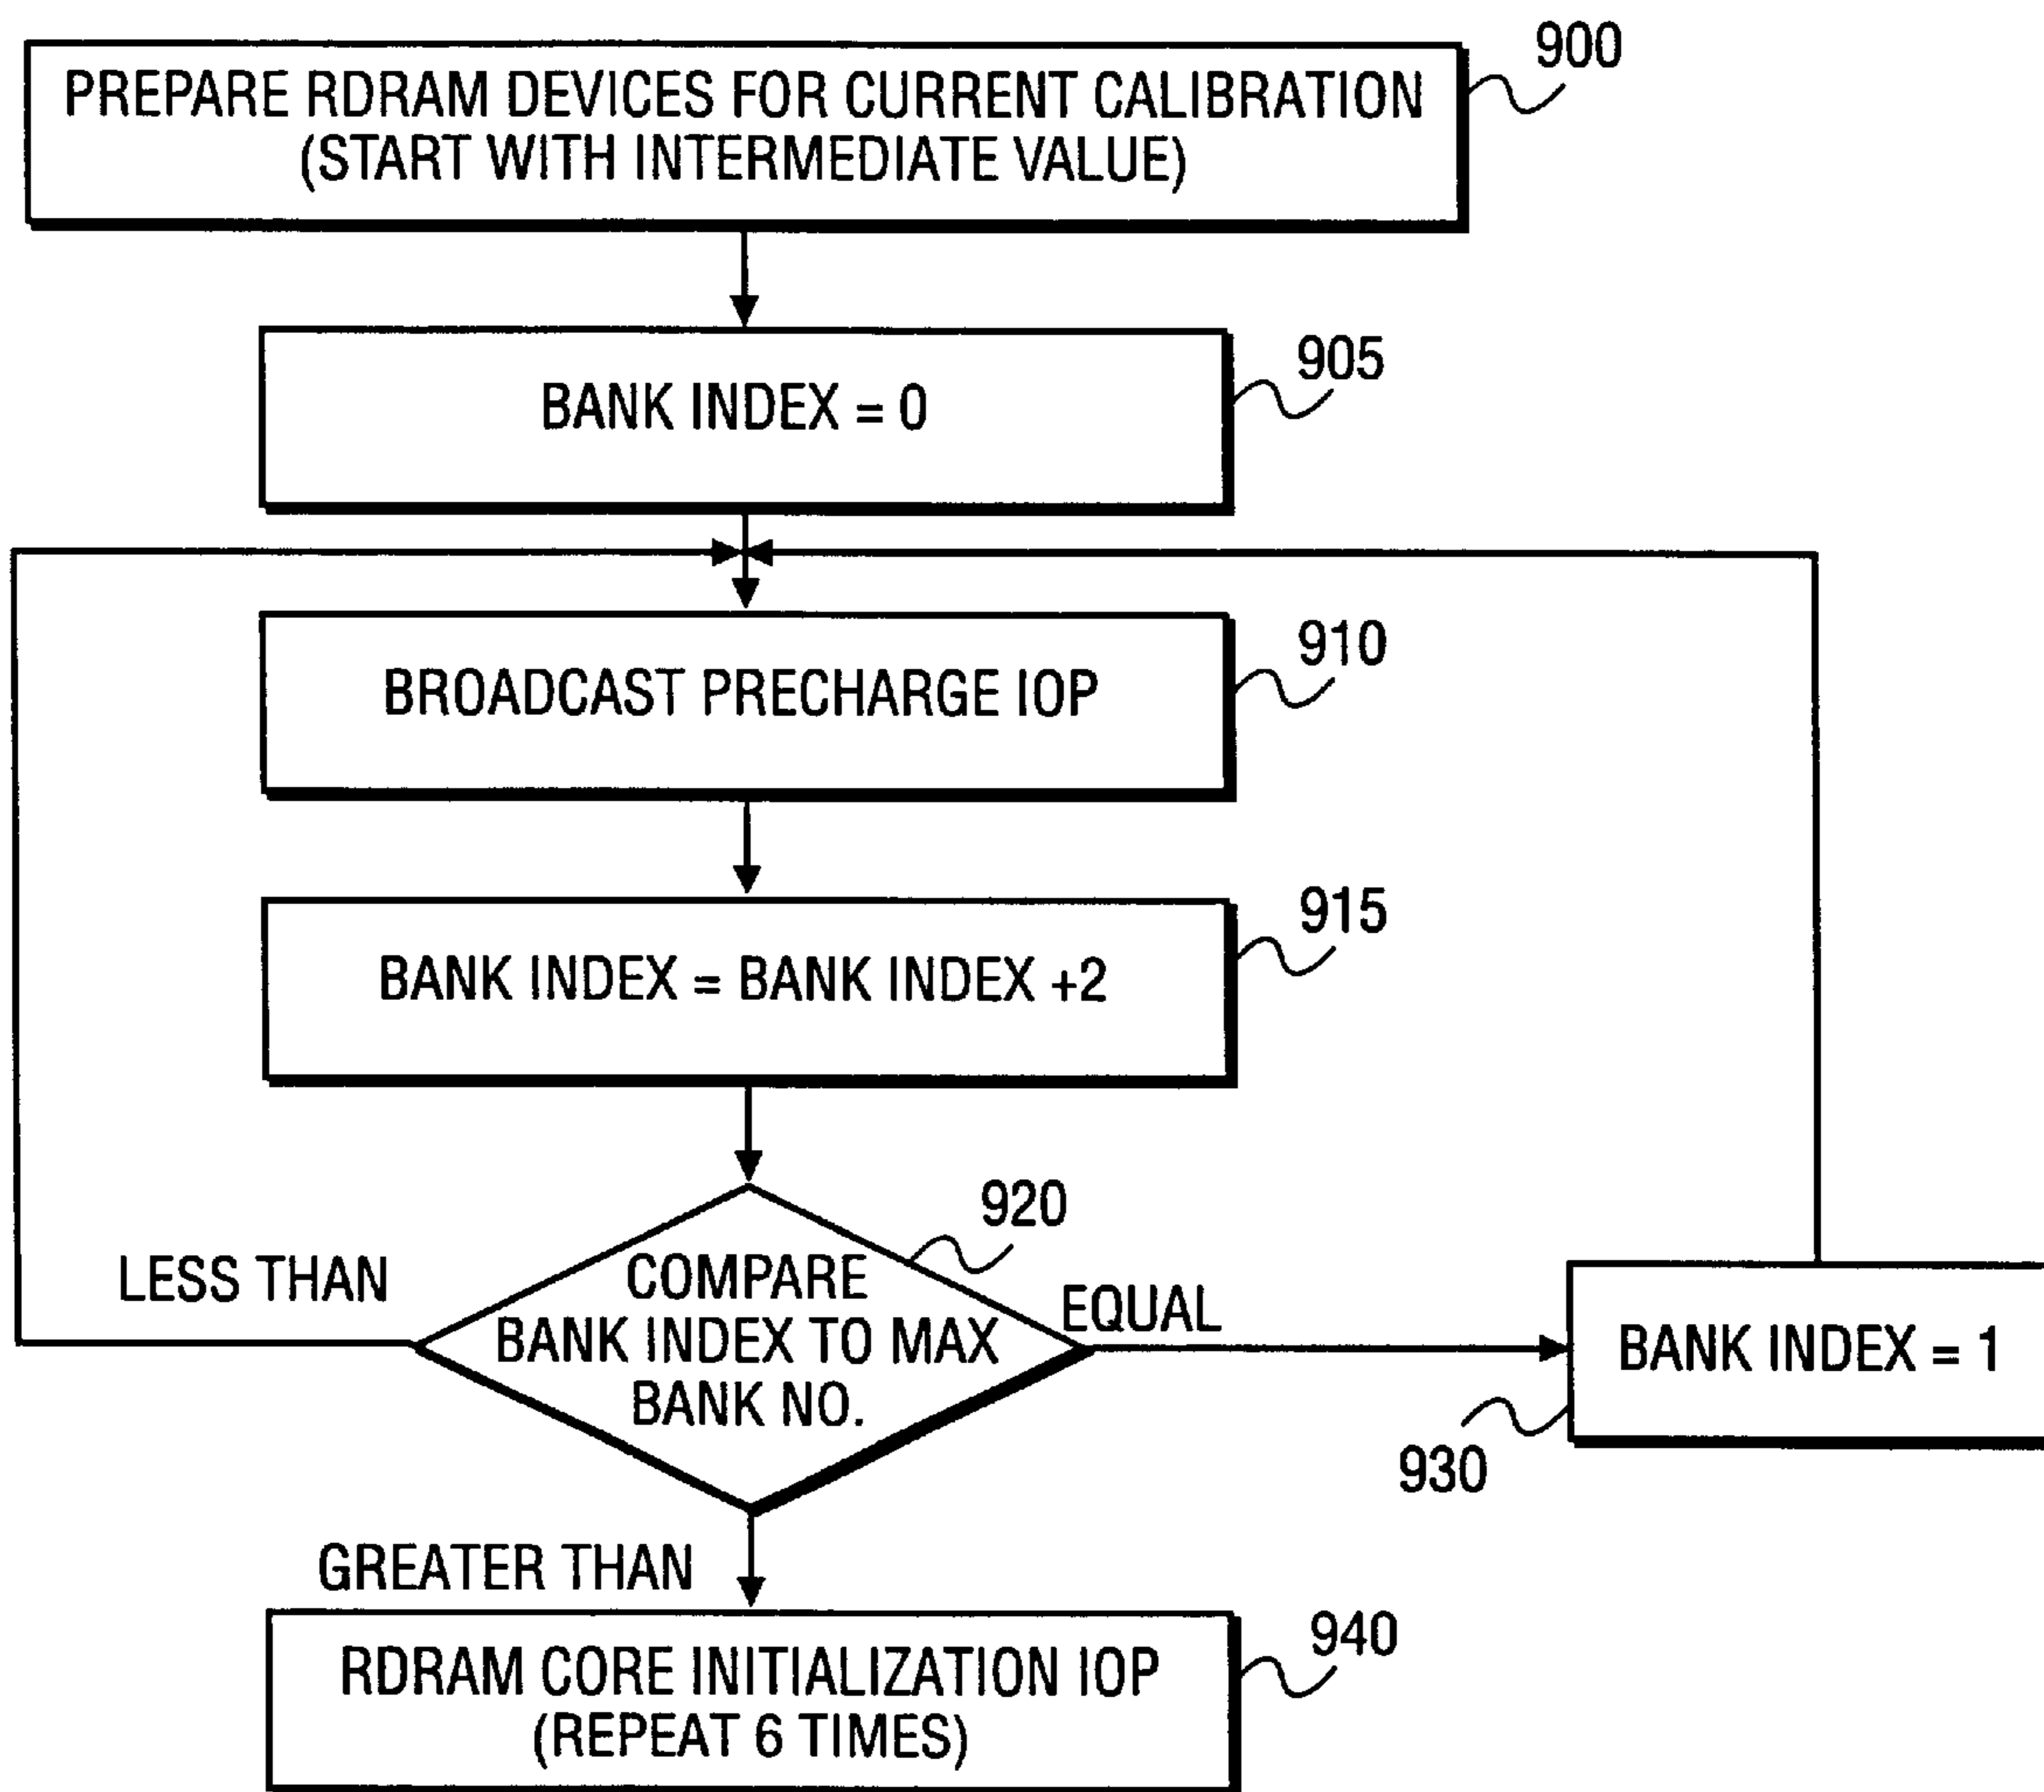 PREPARE RDRAM DEVICES FOR CURRENT CALIBRATION
(START WITH INTERMEDIATE VALUE)
900
BANK INDEX = 0
905
BROADCAST PRECHARGE IOP
910
BANK INDEX = BANK INDEX +2
915
920
LESS THAN
COMPARE
BANK INDEX TO MAX
BANK NO.
EQUAL
BANK INDEX = 1
930
GREATER THAN
RDRAM CORE INITIALIZATION IOP
(REPEAT 6 TIMES)
940